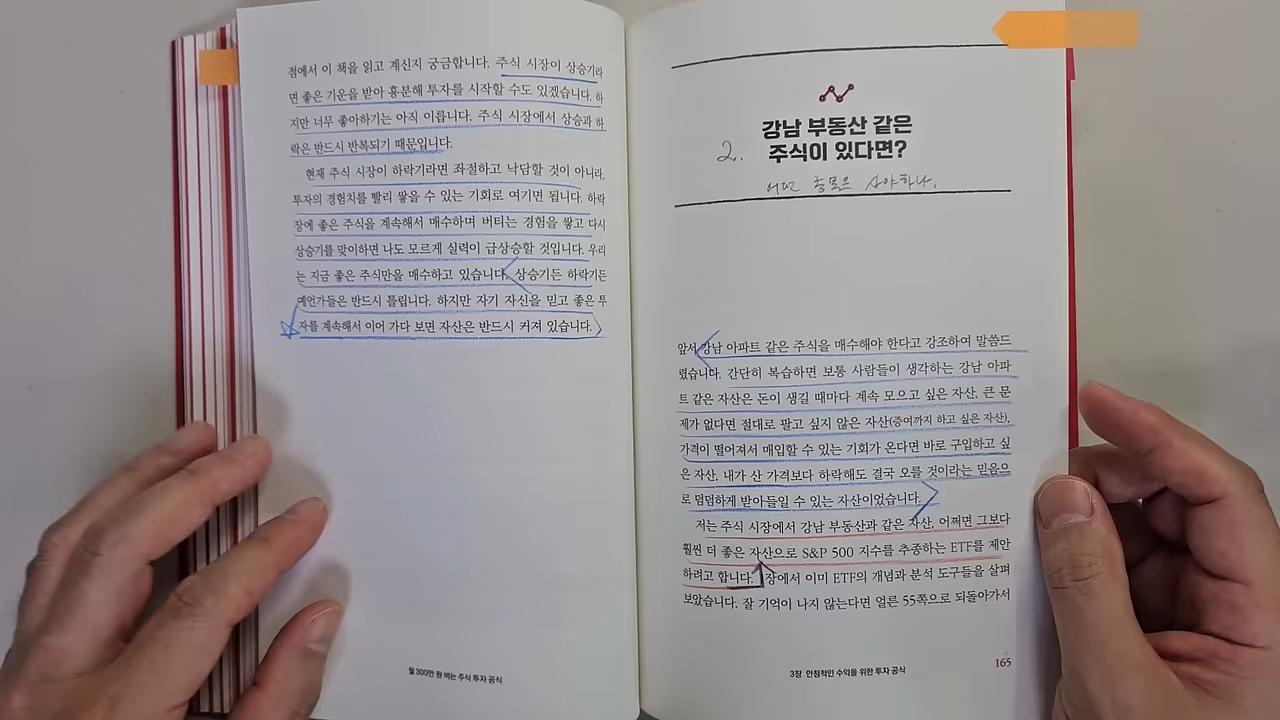 점에서 이 책을 읽고 계신지 궁금합니다. 주식 시장이 상승기라
면 좋은 기운을 받아 흥분해 투자를 시작할 수도 있겠습니다. 하
지만 너무 좋아하기는 아직 이릅니다. 주식 시장에서 상승과 하
락은 반드시 반복되기 때문입니다.
현재 주식 시장이 하락기라면 좌절하고 낙담할 것이 아니라,
투자의 경험치를 빨리 쌓을 수 있는 기회로 여기면 됩니다. 하락
장에 좋은 주식을 계속해서 매수하며 버티는 경험을 쌓고 다시
상승기를 맞이하면 나도 모르게 실력이 급상승할 것입니다. 우리
는 지금 좋은 주식만을 매수하고 있습니다. 상승기든 하락기든
예언가들은 반드시 틀립니다. 하지만 자기 자신을 믿고 좋은 투
자를 계속해서 이어 가다 보면 자산은 반드시 커져 있습니다.
월 300만 원 버는 주식 투자 공식
강남 부동산 같은
2. 주식이 있다면?
어떤 종목은 사야하나.
앞서 강남 아파트 같은 주식을 매수해야 한다고 강조하여 말씀드
렸습니다. 간단히 복습하면 보통 사람들이 생각하는 강남 아파
트 같은 자산은 돈이 생길 때마다 계속 모으고 싶은 자산, 큰 문
제가 없다면 절대로 팔고 싶지 않은 자산(증여까지 하고 싶은 자산),
가격이 떨어져서 매입할 수 있는 기회가 온다면 바로 구입하고 싶
은 자산, 내가 산 가격보다 하락해도 결국 오를 것이라는 믿음으
로 덤덤하게 받아들일 수 있는 자산이었습니다.
저는 주식 시장에서 강남 부동산과 같은 자산, 어쩌면 그보다
훨씬 더 좋은 자산으로 S&P 500 지수를 추종하는 ETF를 제안
하려고 합니다. 1장에서 이미 ETF의 개념과 분석 도구들을 살펴
보았습니다. 잘 기억이 나지 않는다면 얼른 55쪽으로 되돌아가서
3장 안정적인 수익을 위한 투자 공식
165